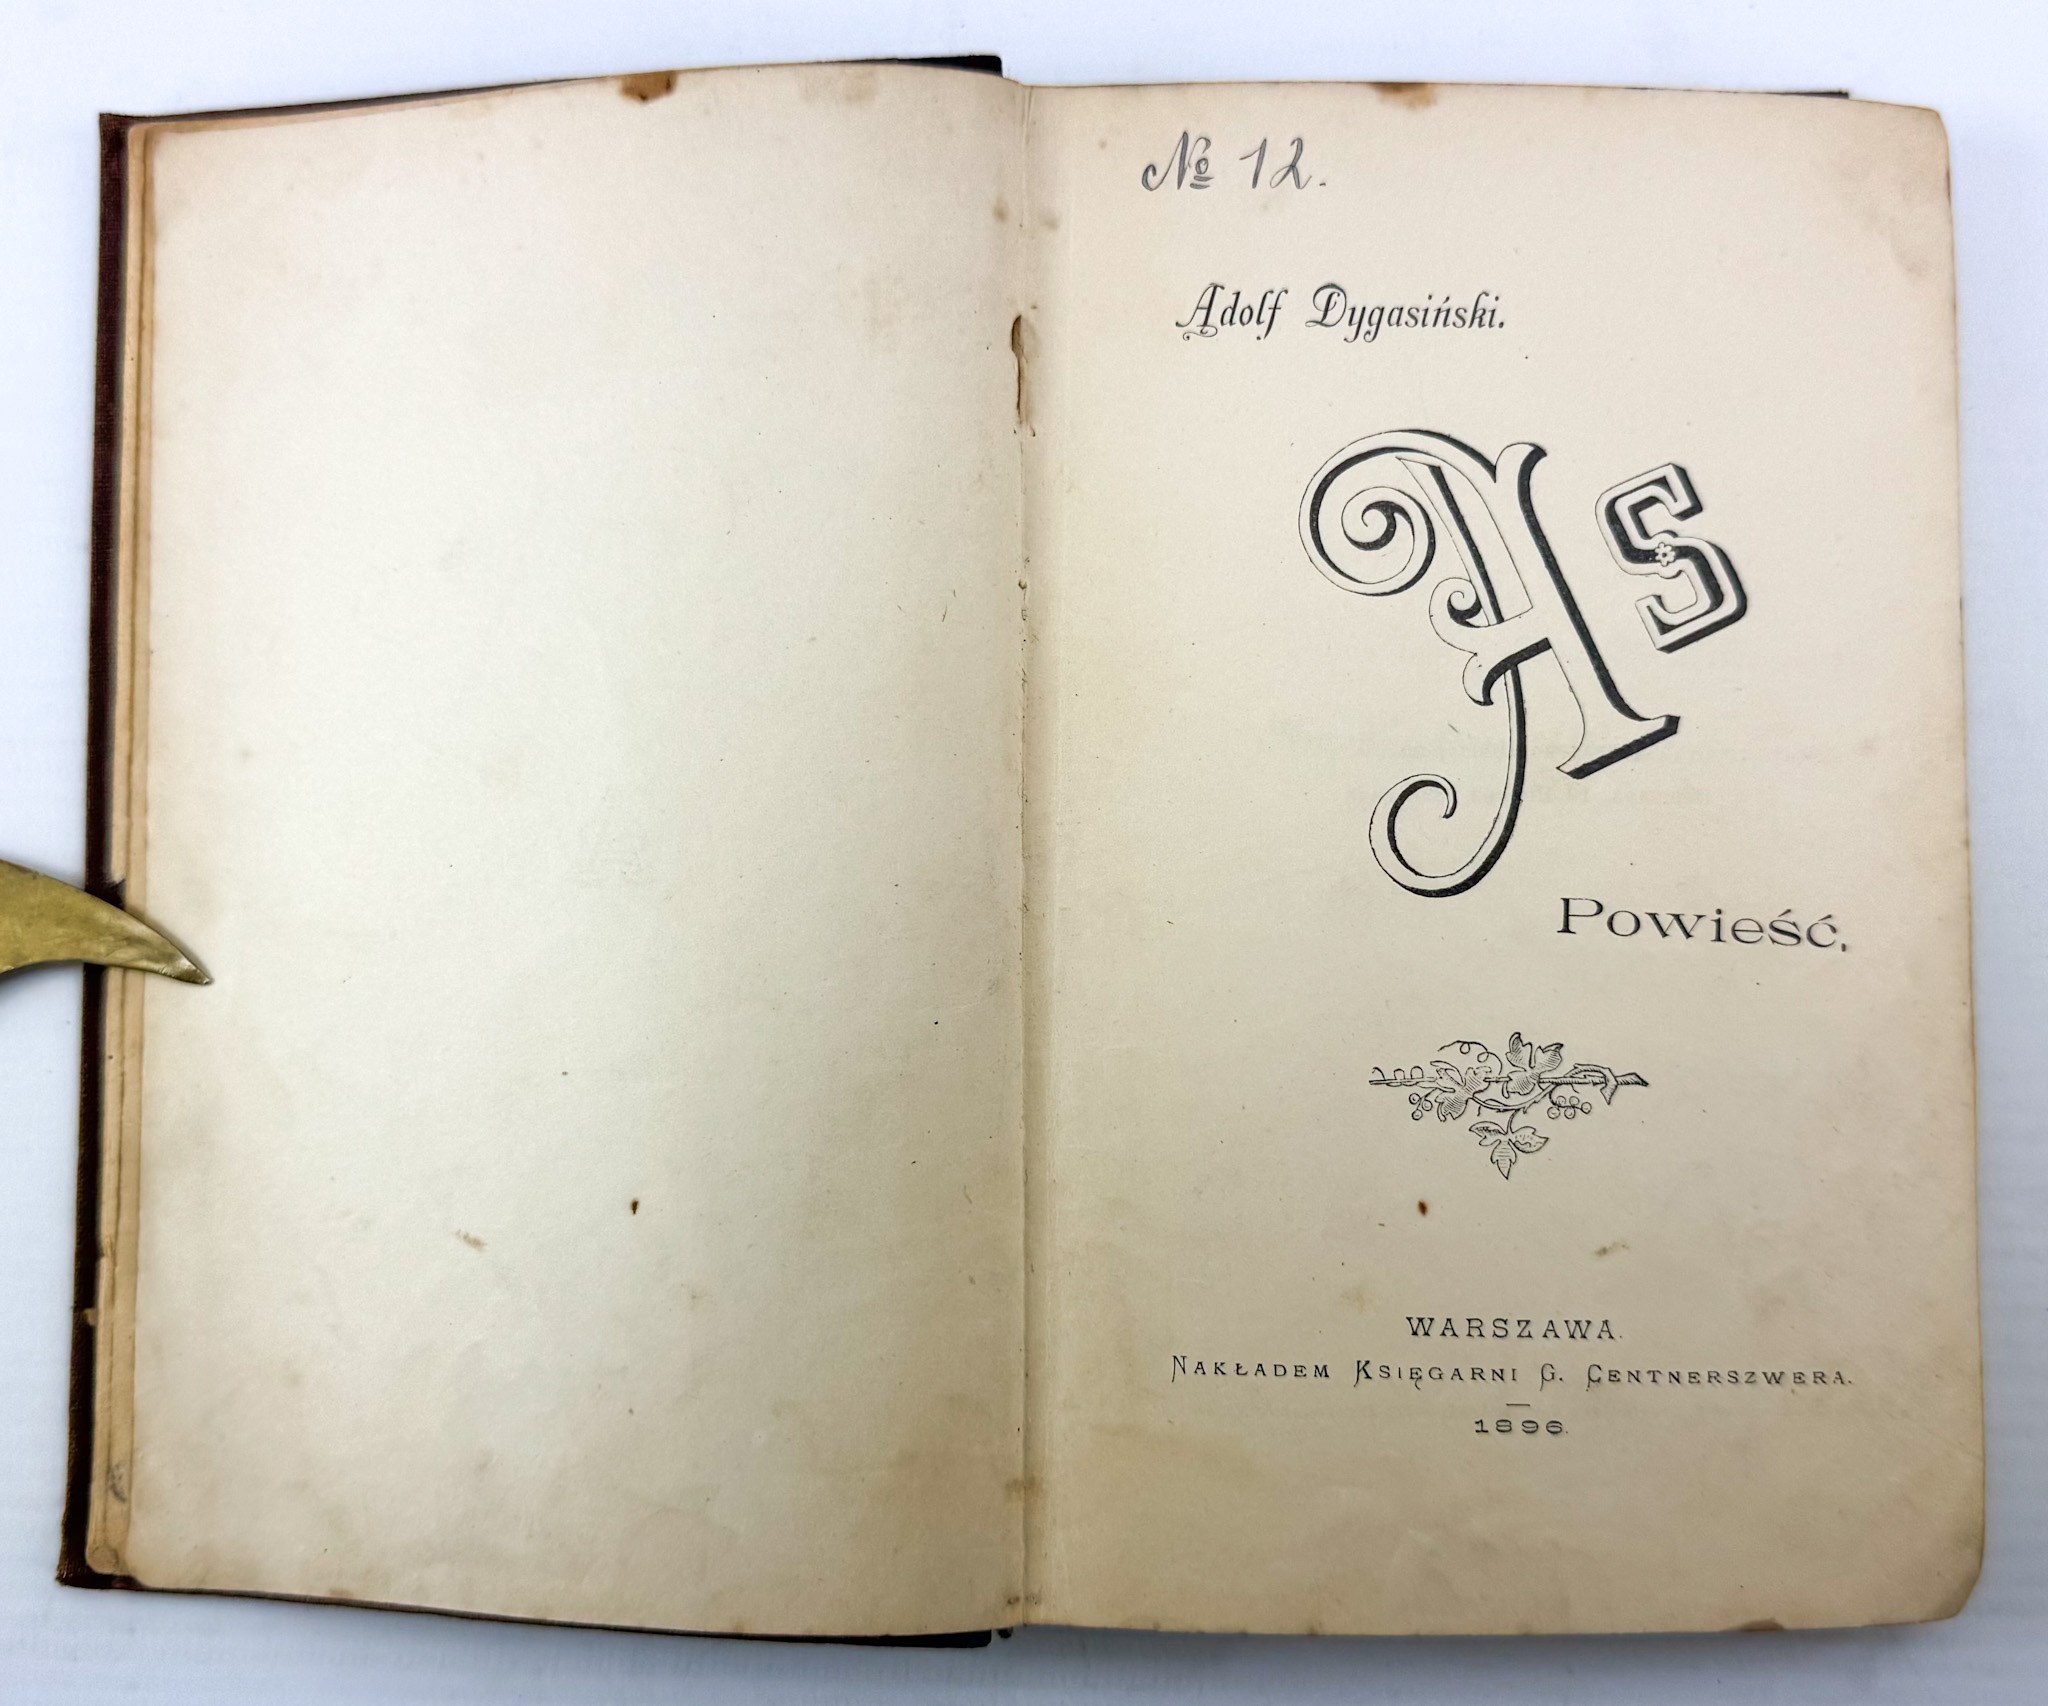 № 12.
Adolf Dygasiński.
As
Powieść.
WARSZAWA.
NAKŁADEM KSIĘGARNI G. CENTNERSZWERA.
1896.